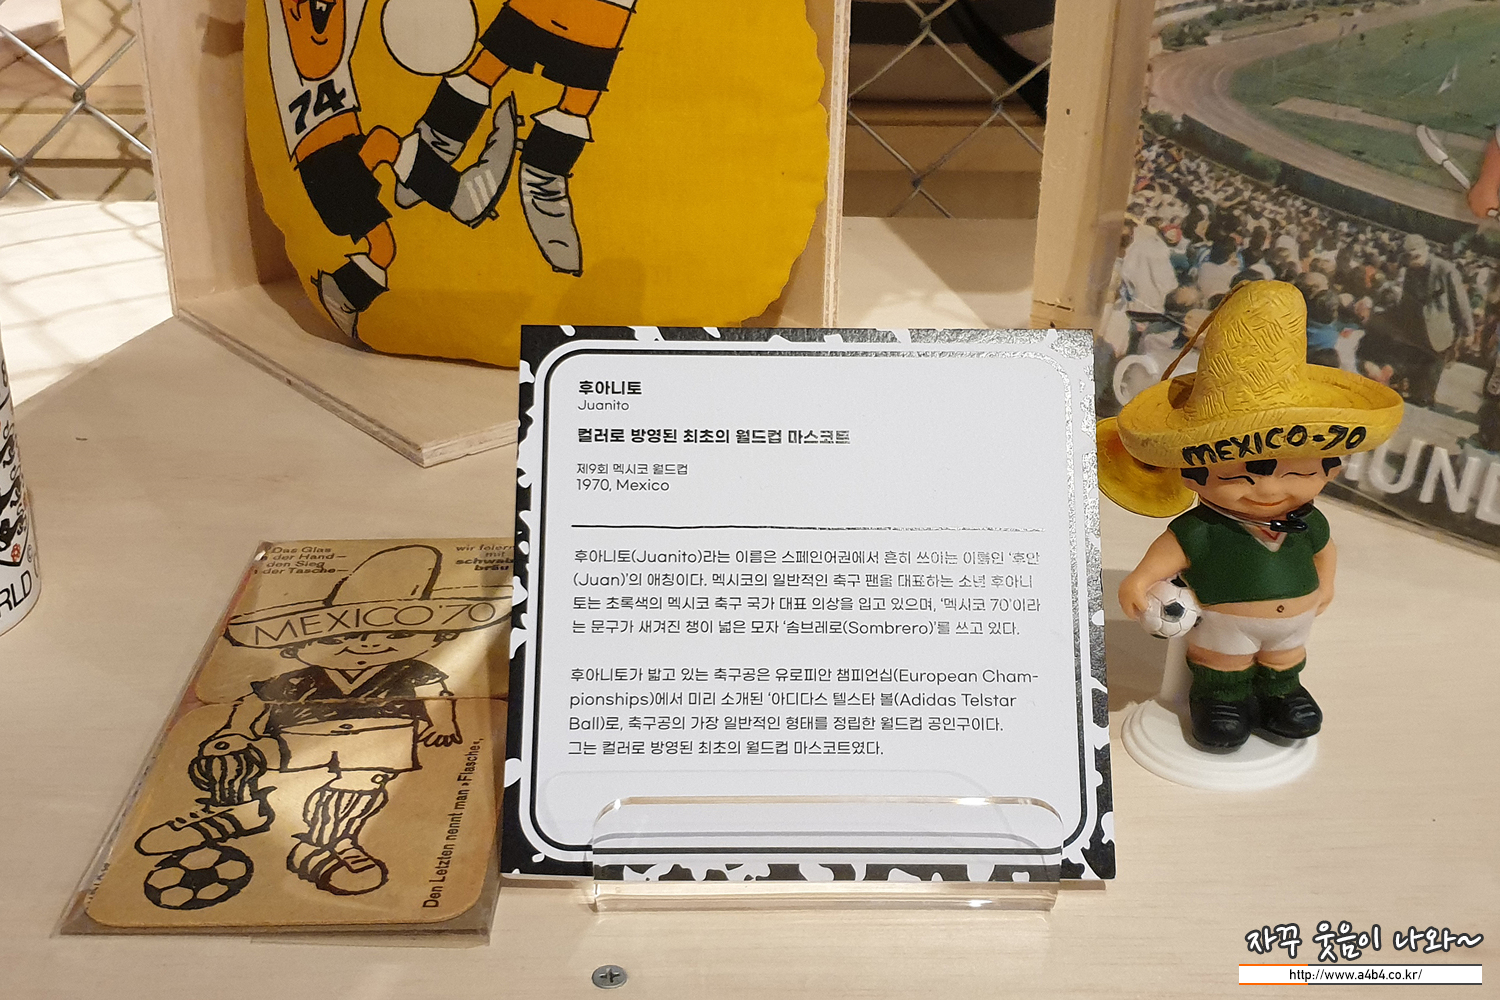 74
후아니토
Juanito
컬러로 방영된 최초의 월드컵 마스코트
제9회 멕시코 월드컵
1970, Mexico
후아니토(Juanito)라는 이름은 스페인어권에서 흔히 쓰이는 이름인 '후안
(Juan)'의 애칭이다. 멕시코의 일반적인 축구 팬을 대표하는 소년 후아니
토는 초록색의 멕시코 축구 국가 대표 의상을 입고 있으며, '멕시코 70'이라
는 문구가 새겨진 챙이 넓은 모자 '솜브레로(Sombrero)'를 쓰고 있다.
후아니토가 밟고 있는 축구공은 유로피안 챔피언십(European Cham-
pionships)에서 미리 소개된 '아디다스 텔스타 볼(Adidas Telstar
Ball)로, 축구공의 가장 일반적인 형태를 정립한 월드컵 공인구이다.
그는 컬러로 방영된 최초의 월드컵 마스코트였다.
MEXICO-70
Das Glas
der Hand–
den Sieg
der Tasche–
wir feiern
mit
schwab
bräu
MEXICO'70
Den Letzten nennt man »Flasche«,
자꾸 웃음이 나와~
http://www.a4b4.co.kr/